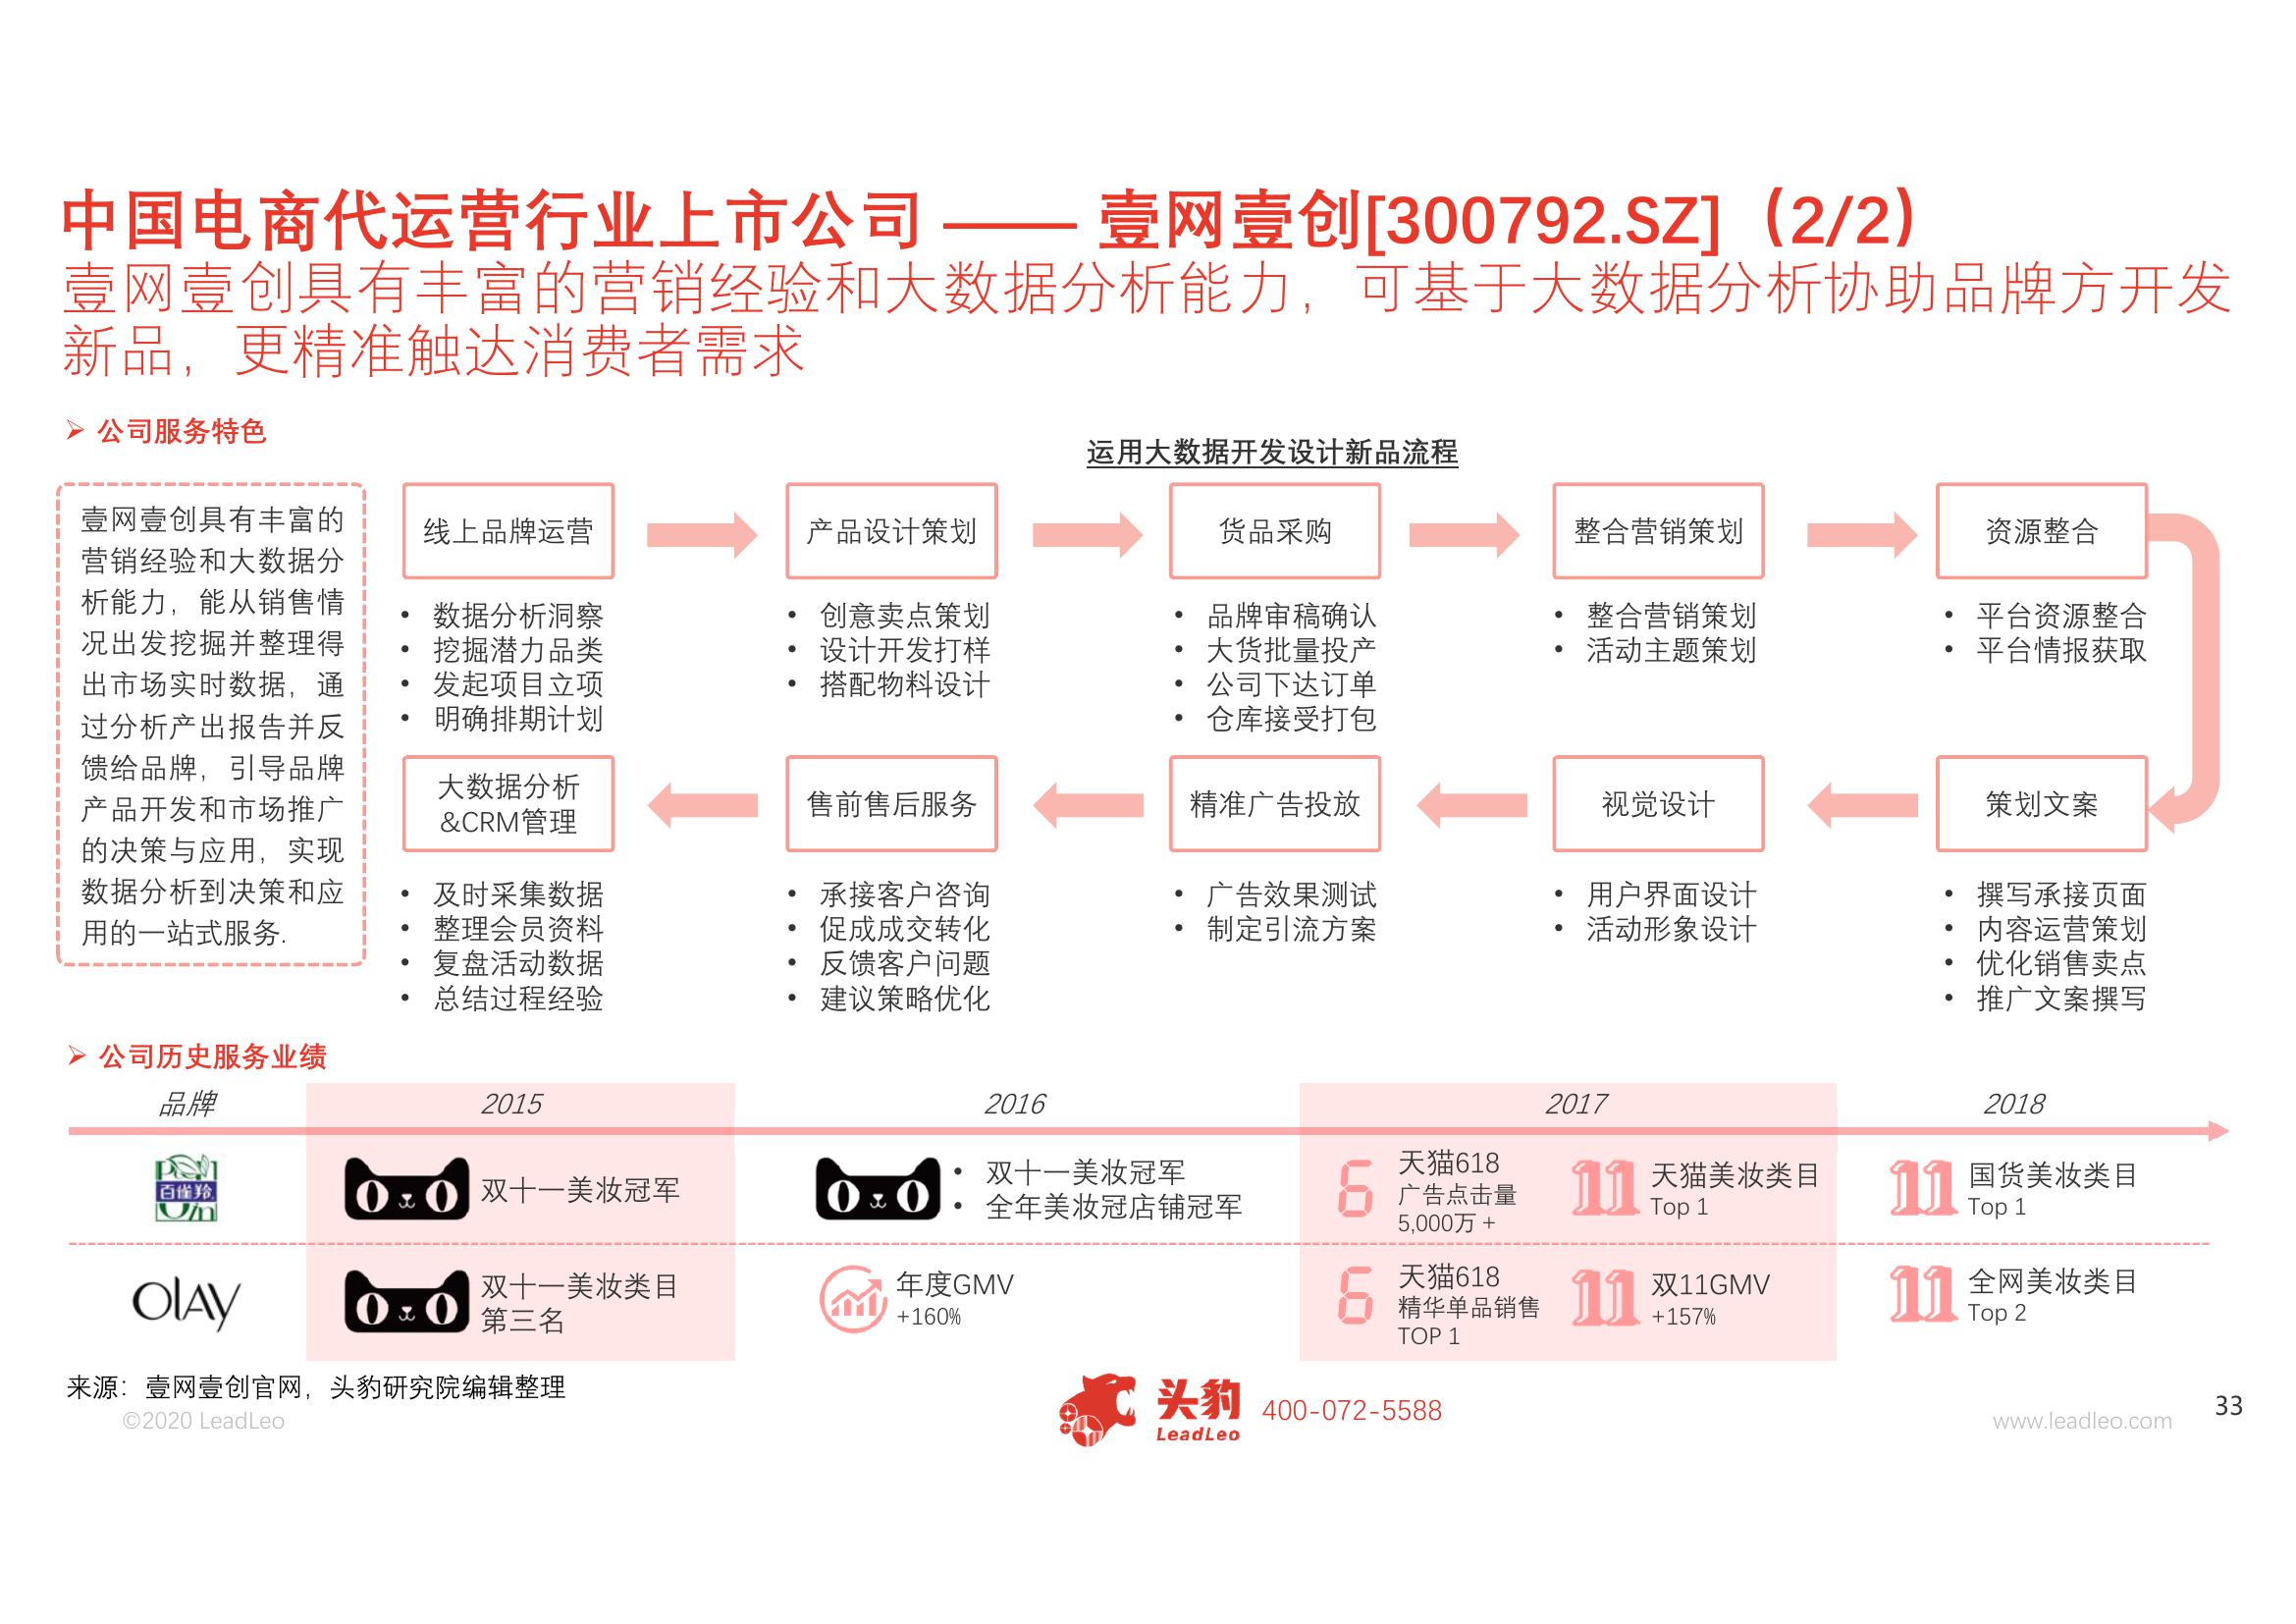 中国电商代运营行业上市公司 —— 壹网壹创[300792.SZ]（2/2）
壹网壹创具有丰富的营销经验和大数据分析能力，可基于大数据分析协助品牌方开发
新品，更精准触达消费者需求
➢ 公司服务特色
运用大数据开发设计新品流程
壹网壹创具有丰富的
营销经验和大数据分
析能力，能从销售情
况出发挖掘并整理得
出市场实时数据，通
过分析产出报告并反
馈给品牌，引导品牌
产品开发和市场推广
的决策与应用，实现
数据分析到决策和应
用的一站式服务.
线上品牌运营
• 数据分析洞察
• 挖掘潜力品类
• 发起项目立项
• 明确排期计划
产品设计策划
• 创意卖点策划
• 设计开发打样
• 搭配物料设计
货品采购
• 品牌审稿确认
• 大货批量投产
• 公司下达订单
• 仓库接受打包
整合营销策划
• 整合营销策划
• 活动主题策划
资源整合
• 平台资源整合
• 平台情报获取
策划文案
• 撰写承接页面
• 内容运营策划
• 优化销售卖点
• 推广文案撰写
视觉设计
• 用户界面设计
• 活动形象设计
精准广告投放
• 广告效果测试
• 制定引流方案
售前售后服务
• 承接客户咨询
• 促成成交转化
• 反馈客户问题
• 建议策略优化
大数据分析
&CRM管理
• 及时采集数据
• 整理会员资料
• 复盘活动数据
• 总结过程经验
➢ 公司历史服务业绩
品牌
2015
2016
2017
2018
百雀羚
双十一美妆冠军
• 双十一美妆冠军
• 全年美妆冠店铺冠军
6
天猫618
广告点击量
5,000万 +
11
天猫美妆类目
Top 1
11
国货美妆类目
Top 1
OLAY
双十一美妆类目
第三名
年度GMV
+160%
6
天猫618
精华单品销售
TOP 1
11
双11GMV
+157%
11
全网美妆类目
Top 2
来源：壹网壹创官网，头豹研究院编辑整理
©2020 LeadLeo
头豹
LeadLeo
400-072-5588
www.leadleo.com
33